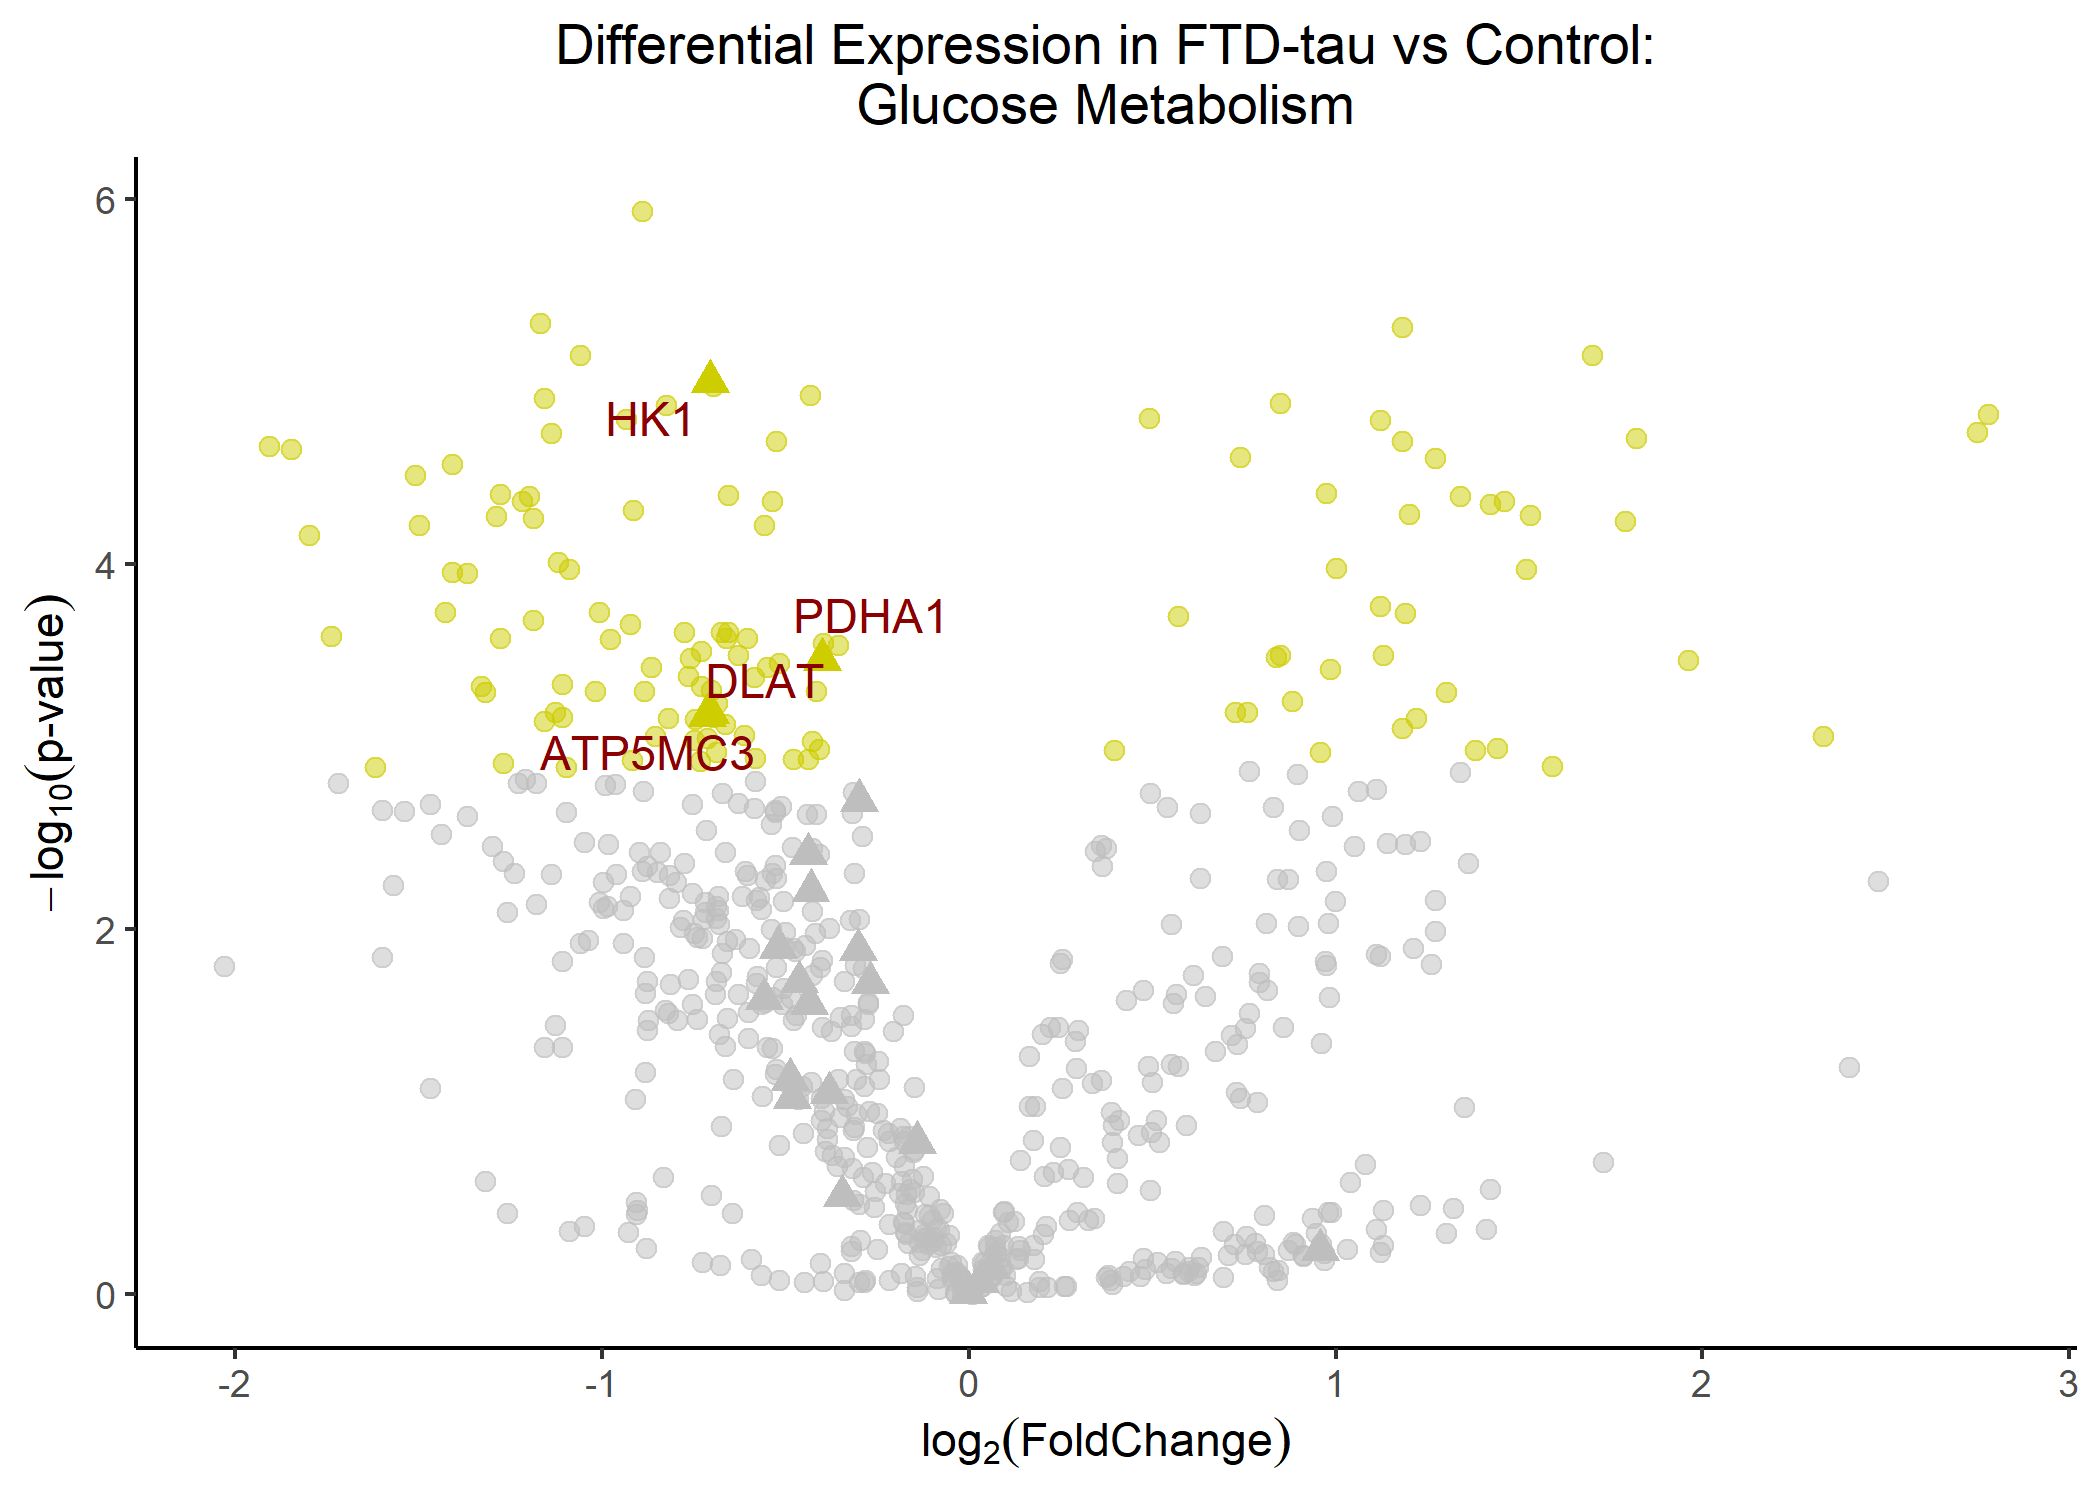 Differential Expression in FTD-tau vs Control:
Glucose Metabolism
6
4
2
0
−log₁₀(p-value)
HK1
PDHA1
DLAT
ATP5MC3
-2
-1
0
1
2
3
log₂(FoldChange)